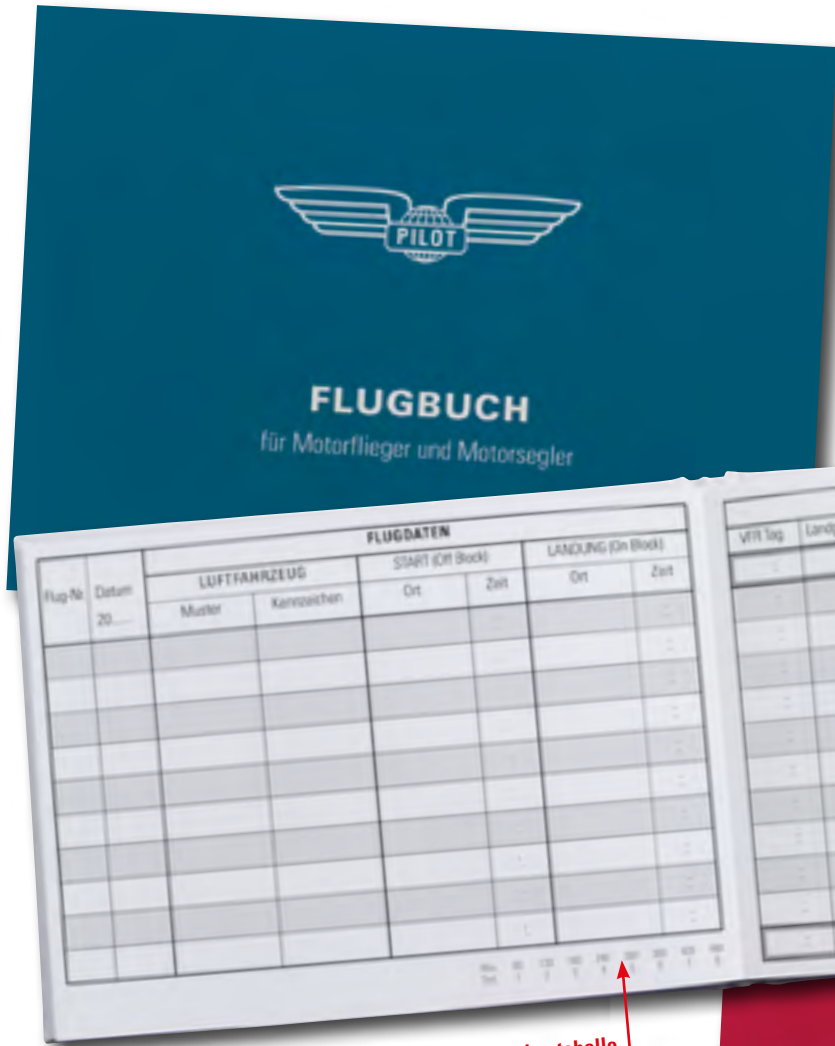 PILOT
FLUGBUCH
für Motorflieger und Motorsegler
FLUGDATEN
Flug-Nr. Datum LUFTFAHRZEUG START (Off Block) LANDUNG (On Block) VFR Tag
20...... Muster Kennzeichen Ort Zeit Ort Zeit